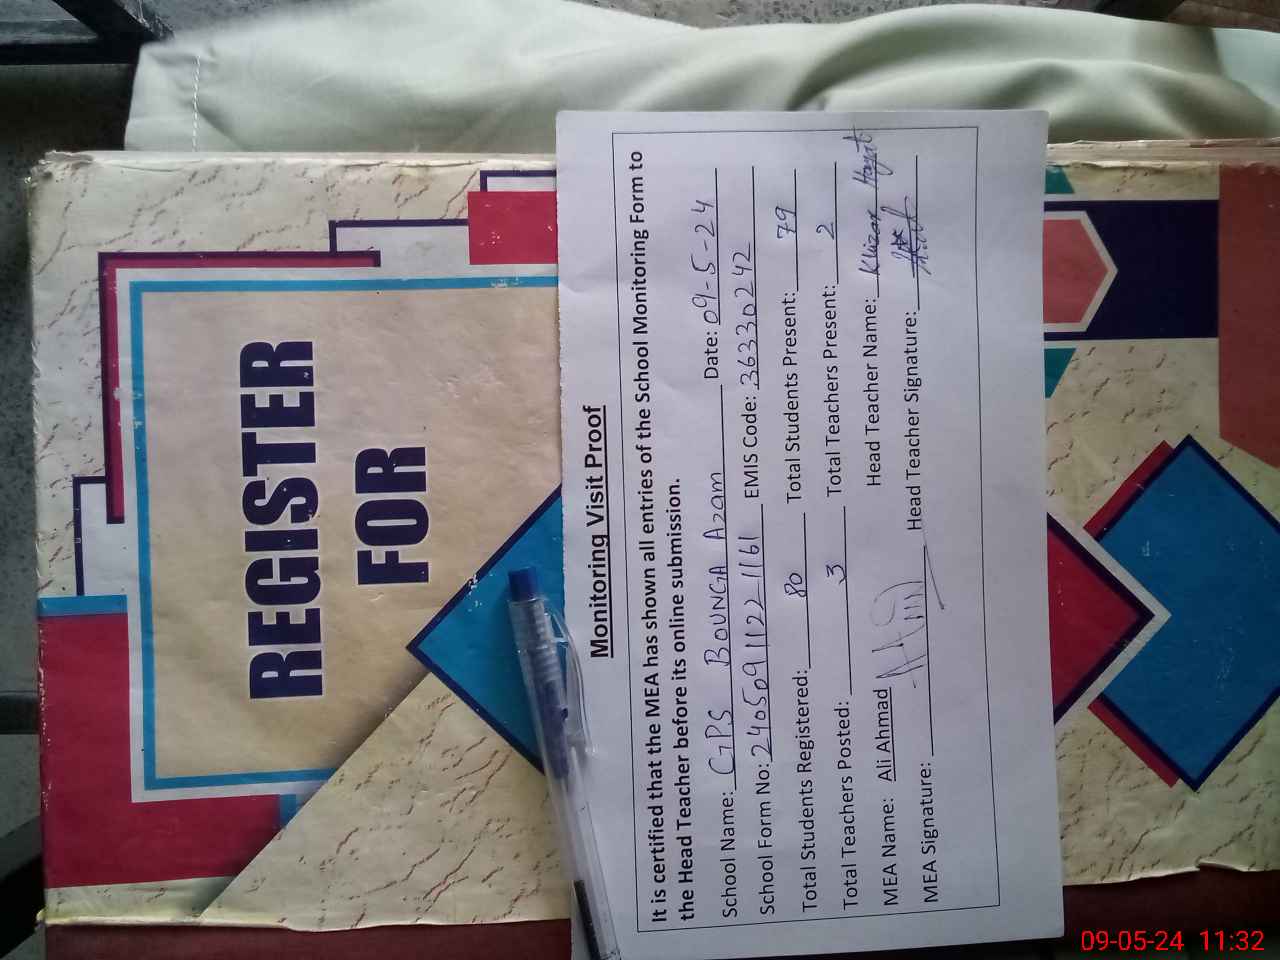 REGISTER
FOR
Monitoring Visit Proof
It is certified that the MEA has shown all entries of the School Monitoring Form to
the Head Teacher before its online submission.
School Name: GPS BOUNGA Azam Date: 09-5-24
School Form No: 24050911221161 EMIS Code: 36330242
Total Students Registered: 80 Total Students Present: 79
Total Teachers Posted: 3 Total Teachers Present: 2
MEA Name: Ali Ahmad Head Teacher Name: Khizar Hayat
MEA Signature: Head Teacher Signature:
09-05-24 11:32